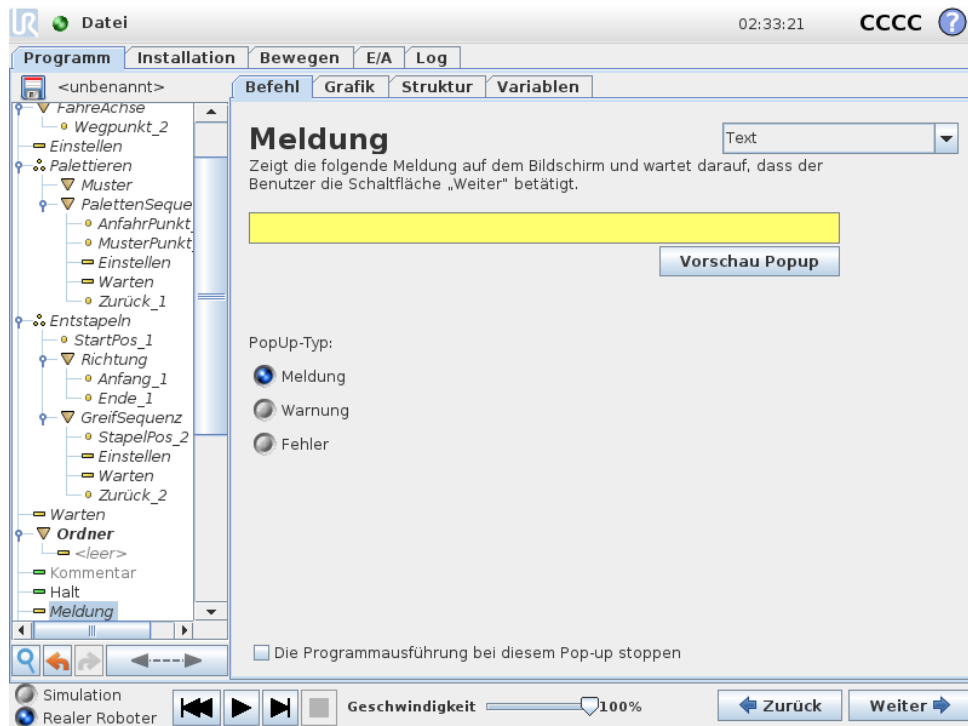 UR Datei 02:33:21 CCCC ?
Programm Installation Bewegen E/A Log
<unbenannt>
Befehl Grafik Struktur Variablen
FahreAchse
Wegpunkt_2
Einstellen
Palettieren
Muster
PalettenSeque
AnfahrPunkt_
MusterPunkt_
Einstellen
Warten
Zurück_1
Entstapeln
StartPos_1
Richtung
Anfang_1
Ende_1
GreifSequenz
StapelPos_2
Einstellen
Warten
Zurück_2
Warten
Ordner
<leer>
Kommentar
Halt
Meldung
Meldung
Text
Zeigt die folgende Meldung auf dem Bildschirm und wartet darauf, dass der
Benutzer die Schaltfläche „Weiter" betätigt.
Vorschau Popup
PopUp-Typ:
Meldung
Warnung
Fehler
Die Programmausführung bei diesem Pop-up stoppen
Simulation
Realer Roboter
Geschwindigkeit 100%
Zurück Weiter